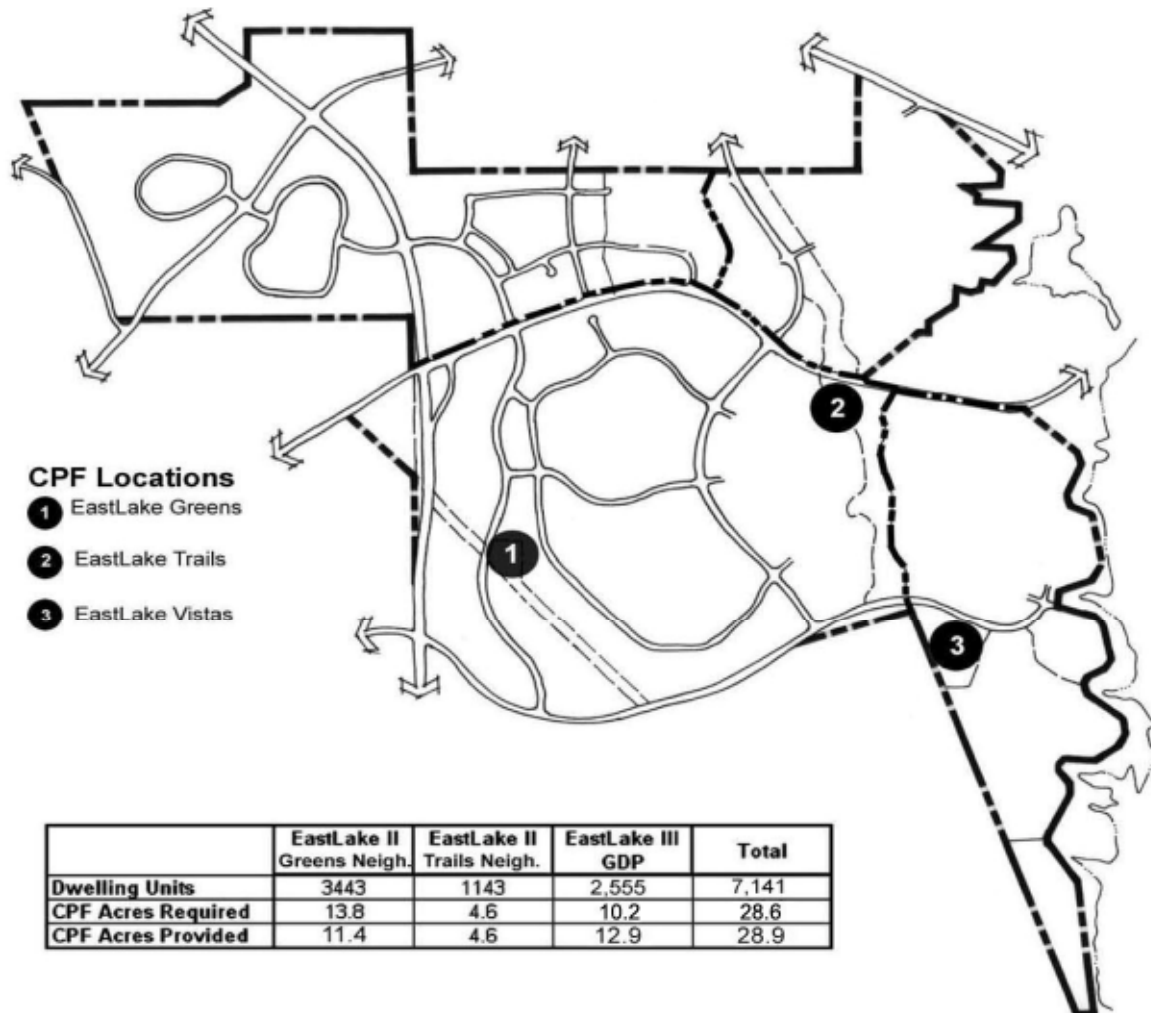 2
CPF Locations
1 EastLake Greens
2 EastLake Trails
3 EastLake Vistas
1
3
EastLake II Greens Neigh. EastLake II Trails Neigh. EastLake III GDP Total
Dwelling Units 3443 1143 2,555 7,141
CPF Acres Required 13.8 4.6 10.2 28.6
CPF Acres Provided 11.4 4.6 12.9 28.9